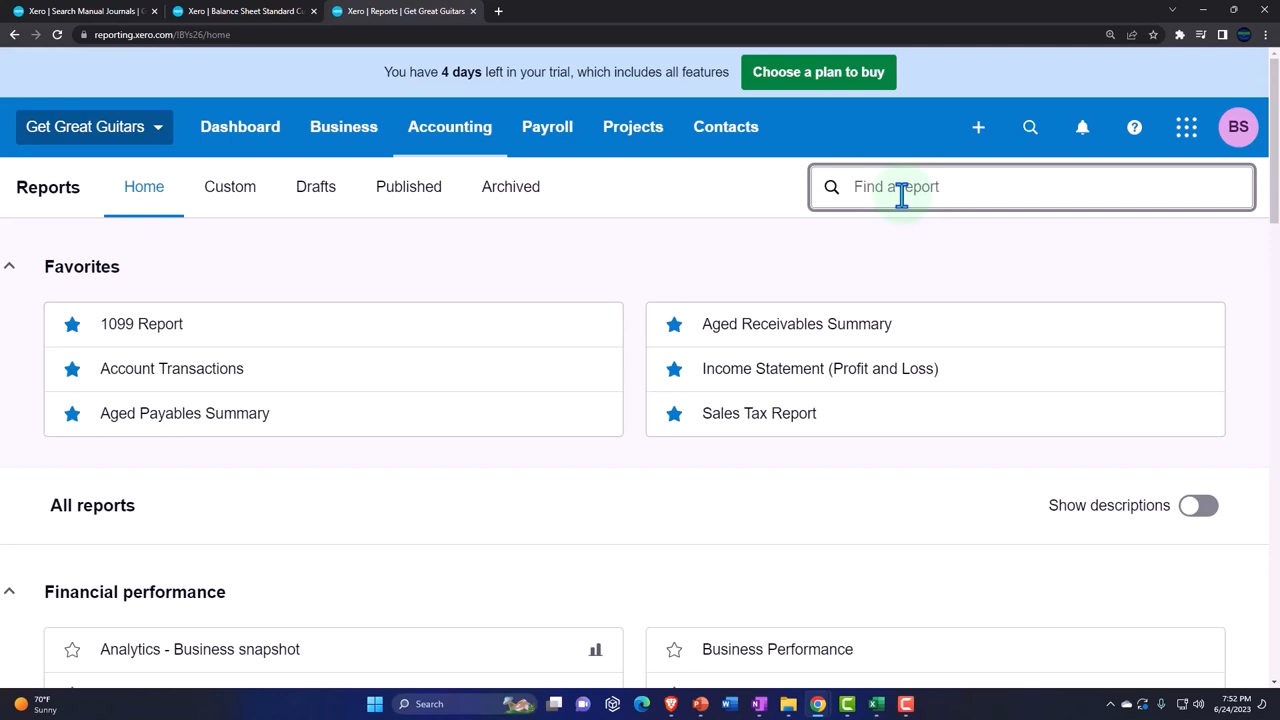 Xero | Search Manual Journals |
Xero | Balance Sheet Standard C
Xero | Reports | Get Great Guitars
reporting.xero.com/!BYs26/home
You have 4 days left in your trial, which includes all features
Choose a plan to buy
Get Great Guitars
Dashboard
Business
Accounting
Payroll
Projects
Contacts
BS
Reports
Home
Custom
Drafts
Published
Archived
Find a report
Favorites
1099 Report
Aged Receivables Summary
Account Transactions
Income Statement (Profit and Loss)
Aged Payables Summary
Sales Tax Report
All reports
Show descriptions
Financial performance
Analytics - Business snapshot
Business Performance
70°F
Sunny
Search
7:52 PM
6/24/2023